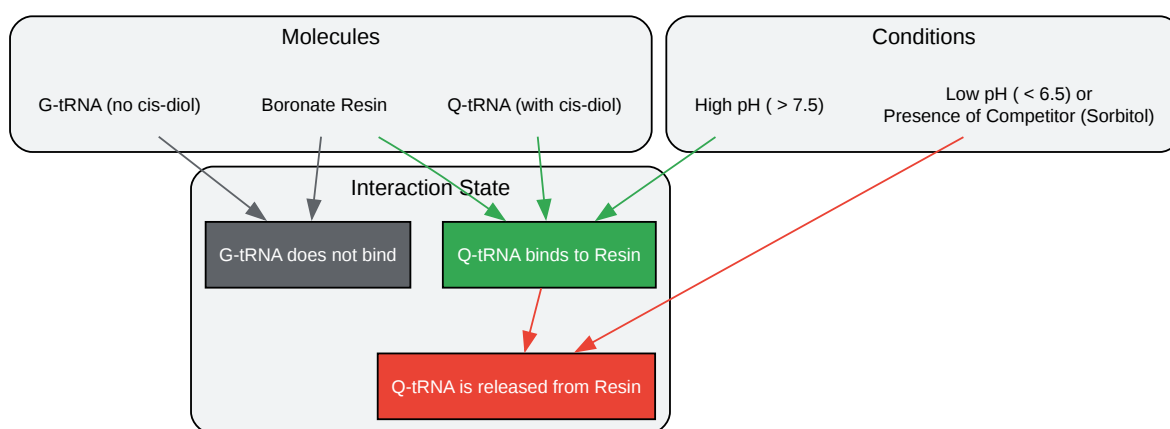 Molecules
Conditions
G-tRNA (no cis-diol)
Boronate Resin
Q-tRNA (with cis-diol)
High pH ( > 7.5)
Low pH ( < 6.5) or
Presence of Competitor (Sorbitol)
Interaction State
G-tRNA does not bind
Q-tRNA binds to Resin
Q-tRNA is released from Resin